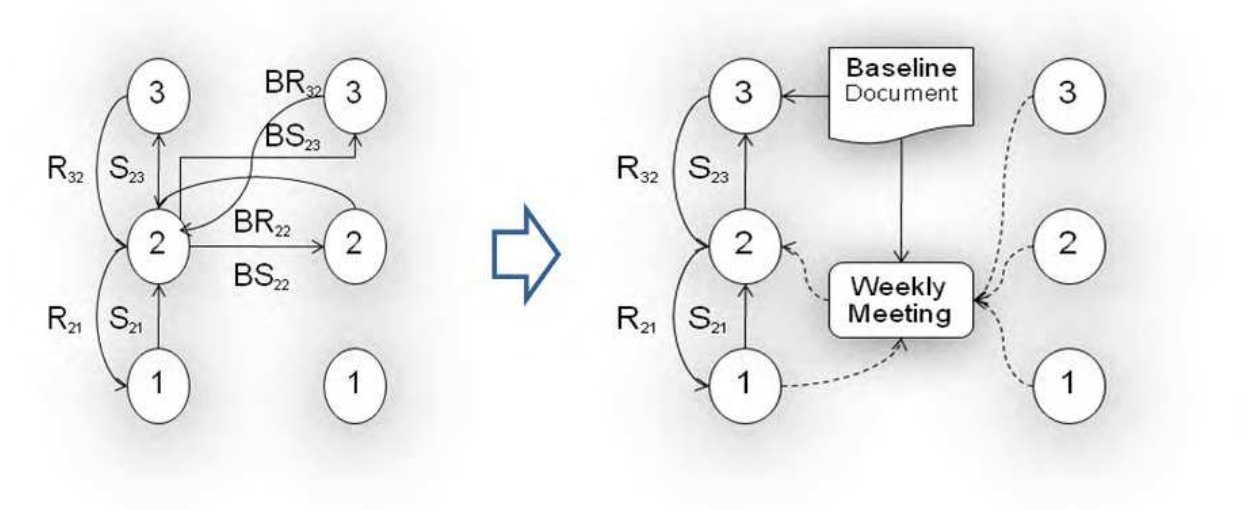 3
BR32
3
BS23
R32
S23
2
BR22
2
BS22
R21
S21
1
1
3
Baseline
Document
3
R32
S23
2
2
Weekly
Meeting
R21
S21
1
1